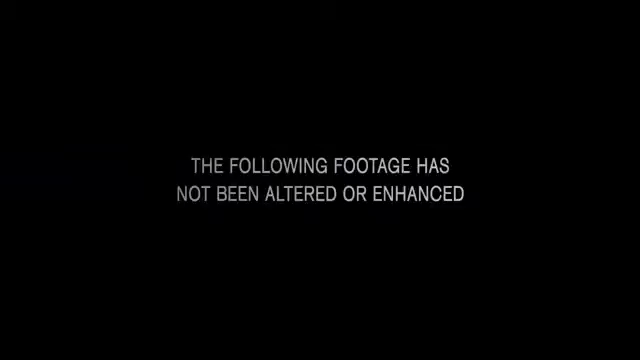 THE FOLLOWING FOOTAGE HAS
NOT BEEN ALTERED OR ENHANCED